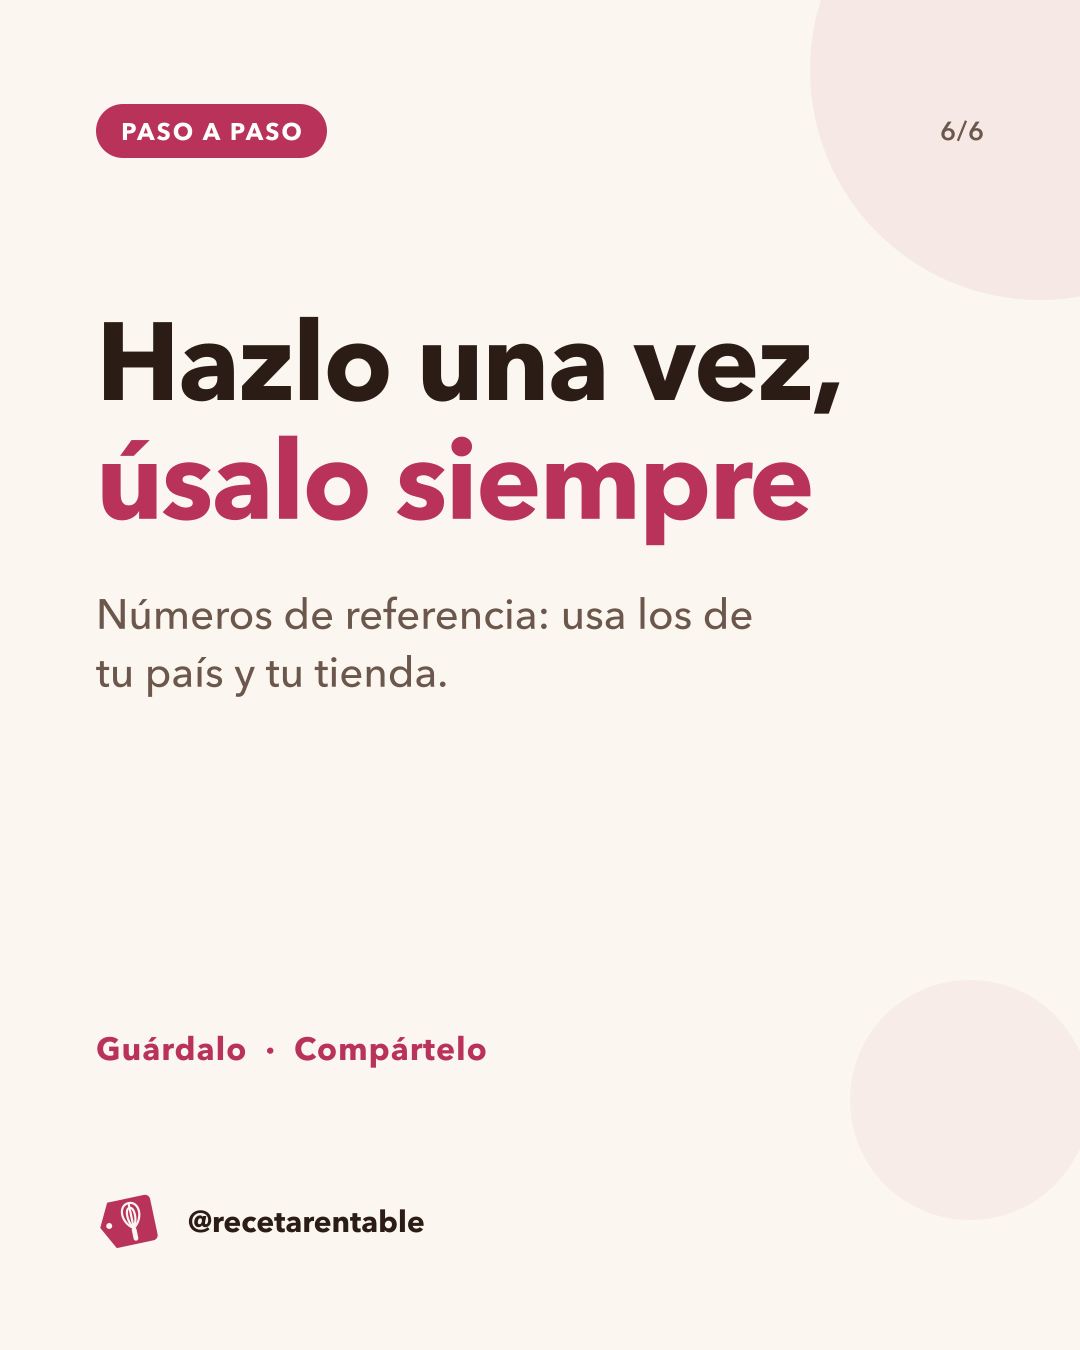 PASO A PASO
6/6
Hazlo una vez,
úsalo siempre
Números de referencia: usa los de
tu país y tu tienda.
Guárdalo · Compártelo
@recetarentable